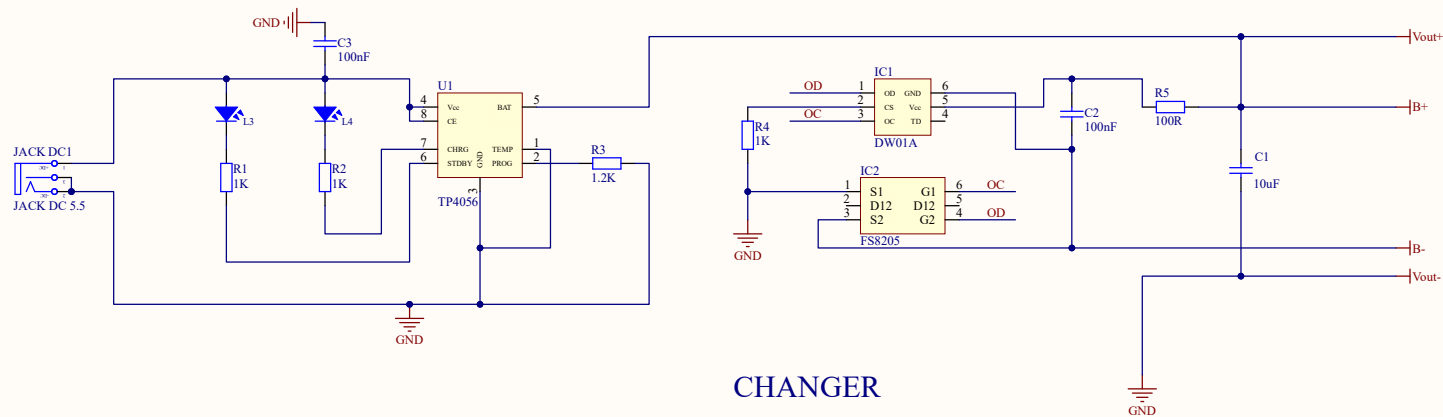 GND
C3
100nF
Vout+
L3
L4
U1
4
8
7
6
Vcc
CE
CHRG
STDBY
BAT
TEMP
PROG
GND
5
1
2
3
TP4056
JACK DC1
JACK DC 5.5
R1
1K
R2
1K
R3
1.2K
GND
IC1
OD
OC
1
2
3
OD
CS
OC
GND
Vcc
TD
6
5
4
DW01A
R4
1K
GND
C2
100nF
R5
100R
B+
C1
10uF
IC2
1
2
3
S1
D12
S2
G1
D12
G2
6
5
4
OC
OD
FS8205
B-
Vout-
GND
CHANGER